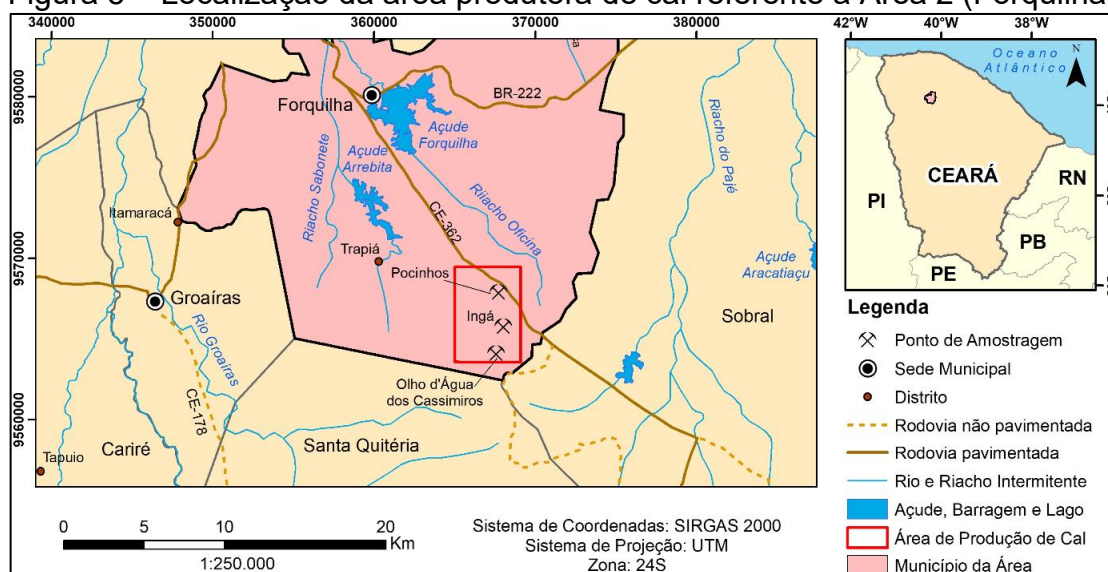 Figura 3 – Localização da área produtora de cal referente à Área 2 (Forquilha
340000 350000 360000 370000 380000
9580000
9570000
9560000
Forquilha
BR-222
Açude
Forquilha
Açude
Arrebita
Riacho Sabonete
Riiacho Oficina
Riacho do Pajé
CE-362
Itamaracá
Trapiá
Pocinhos
Ingá
Açude
Aracatiaçu
Groaíras
Rio Groaíras
CE-178
Sobral
Olho d'Água
dos Cassimiros
Cariré
Santa Quitéria
Tapuio
0 5 10 20
Km
1:250.000
Sistema de Coordenadas: SIRGAS 2000
Sistema de Projeção: UTM
Zona: 24S
42°W 40°W 38°W
Oceano
Atlântico
N
CEARÁ
PI
RN
PB
PE
Legenda
Ponto de Amostragem
Sede Municipal
Distrito
Rodovia não pavimentada
Rodovia pavimentada
Rio e Riacho Intermitente
Açude, Barragem e Lago
Área de Produção de Cal
Município da Área